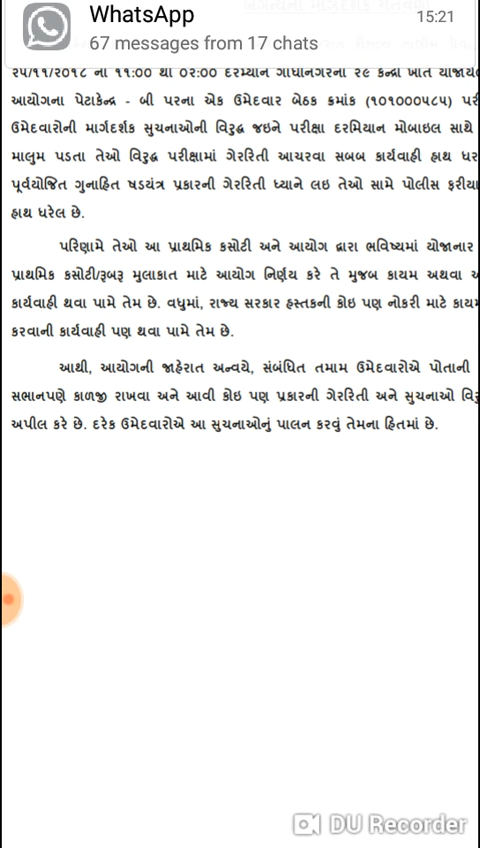 WhatsApp
15:21
67 messages from 17 chats
૨૫/૧૧/૨૦૧૮ ના ૧૧:૦૦ થી ૦૨:૦૦ દરમ્યાન ગાંધીનગરના ૨૯ કેન્દ્રો ખાતે
આયોગના પેટાકેન્દ્ર - બી પરના એક ઉમેદવાર બેઠક ક્રમાંક (૧૦૧૦૦૦૫૮૫)
ઉમેદવારોની માર્ગદર્શક સુચનાઓની વિરુદ્ધ જઇને પરીક્ષા દરમિયાન મોબાઇલ સાથે
માલુમ પડતા તેઓ વિરુદ્ધ પરીક્ષામાં ગેરરિતી આચરવા સબબ કાર્યવાહી હાથ
પૂર્વયોજિત ગુનાહિત ષડયંત્ર પ્રકારની ગેરરિતી ધ્યાને લઇ તેઓ સામે પોલીસ
હાથ ધરેલ છે.
પરિણામે તેઓ આ પ્રાથમિક કસોટી અને આયોગ દ્વારા ભવિષ્યમાં યોજાનાર
પ્રાથમિક કસોટી/રૂબરૂ મુલાકાત માટે આયોગ નિર્ણય કરે તે મુજબ કાયમ અથવા
કાર્યવાહી થવા પામે તેમ છે. વધુમાં, રાજ્ય સરકાર હસ્તકની કોઇ પણ નોકરી માટે
કરવાની કાર્યવાહી પણ થવા પામે તેમ છે.
આથી, આયોગની જાહેરાત અન્વયે, સંબંધિત તમામ ઉમેદવારોએ પોતાની
સભાનપણે કાળજી રાખવા અને આવી કોઇ પણ પ્રકારની ગેરરિતી અને સુચનાઓ
અપીલ કરે છે. દરેક ઉમેદવારોએ આ સુચનાઓનું પાલન કરવું તેમના હિતમાં છે.
DU Recorder